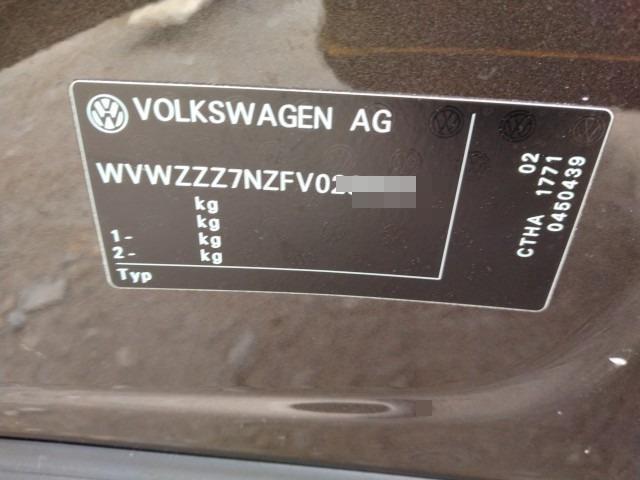 VOLKSWAGEN AG
WVWZZZ7NZFV02
kg
kg
1- kg
2- kg
Typ
02
CTHA 1771
0450439